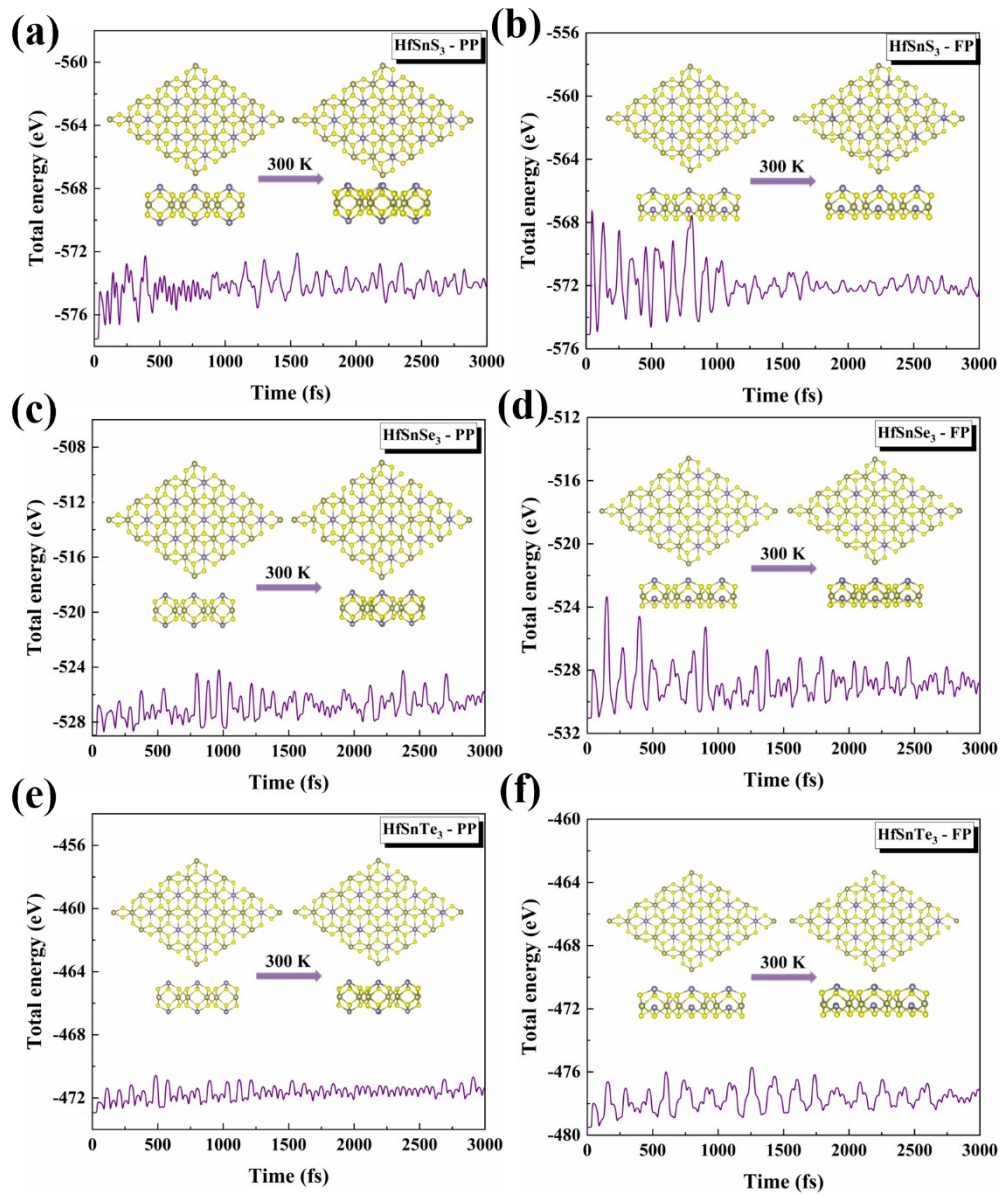 (a)
HfSnS₃ - PP
Total energy (eV)
-560
-564
-568
-572
-576
300 K
0 500 1000 1500 2000 2500 3000
Time (fs)
(b)
HfSnS₃ - FP
Total energy (eV)
-556
-560
-564
-568
-572
-576
300 K
0 500 1000 1500 2000 2500 3000
Time (fs)
(c)
HfSnSe₃ - PP
Total energy (eV)
-508
-512
-516
-520
-524
-528
300 K
0 500 1000 1500 2000 2500 3000
Time (fs)
(d)
HfSnSe₃ - FP
Total energy (eV)
-512
-516
-520
-524
-528
-532
300 K
0 500 1000 1500 2000 2500 3000
Time (fs)
(e)
HfSnTe₃ - PP
Total energy (eV)
-456
-460
-464
-468
-472
300 K
0 500 1000 1500 2000 2500 3000
Time (fs)
(f)
HfSnTe₃ - FP
Total energy (eV)
-460
-464
-468
-472
-476
-480
300 K
0 500 1000 1500 2000 2500 3000
Time (fs)